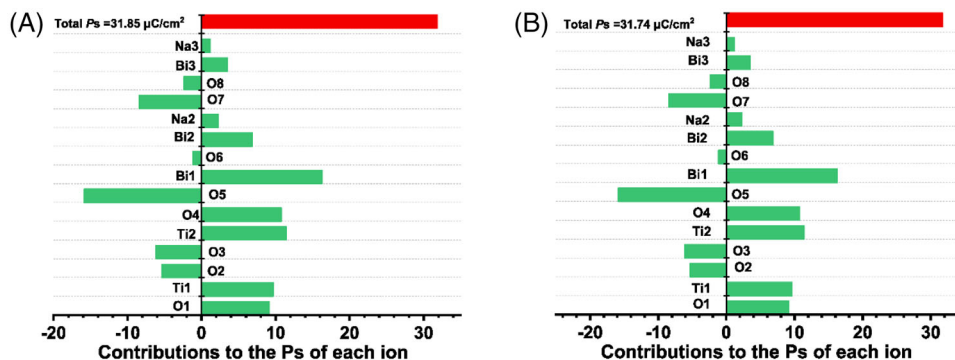 (A)
Total Ps =31.85 µC/cm²
Na3
Bi3
O8
O7
Na2
Bi2
O6
Bi1
O5
O4
Ti2
O3
O2
Ti1
O1
-20 -10 0 10 20 30
Contributions to the Ps of each ion
(B)
Total Ps =31.74 µC/cm²
Na3
Bi3
O8
O7
Na2
Bi2
O6
Bi1
O5
O4
Ti2
O3
O2
Ti1
O1
-20 -10 0 10 20 30
Contributions to the Ps of each ion